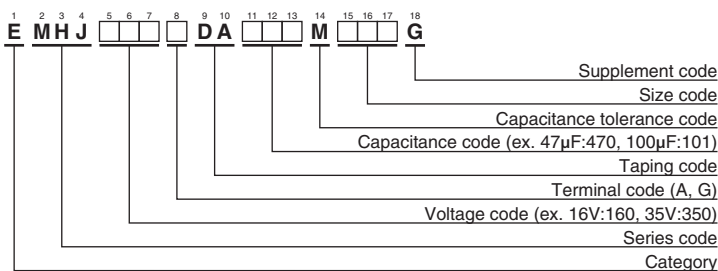 1 2 3 4 5 6 7 8 9 10 11 12 13 14 15 16 17 18
E MHJ □□□ □ DA □□□ M □□□ G
Supplement code
Size code
Capacitance tolerance code
Capacitance code (ex. 47µF:470, 100µF:101)
Taping code
Terminal code (A, G)
Voltage code (ex. 16V:160, 35V:350)
Series code
Category